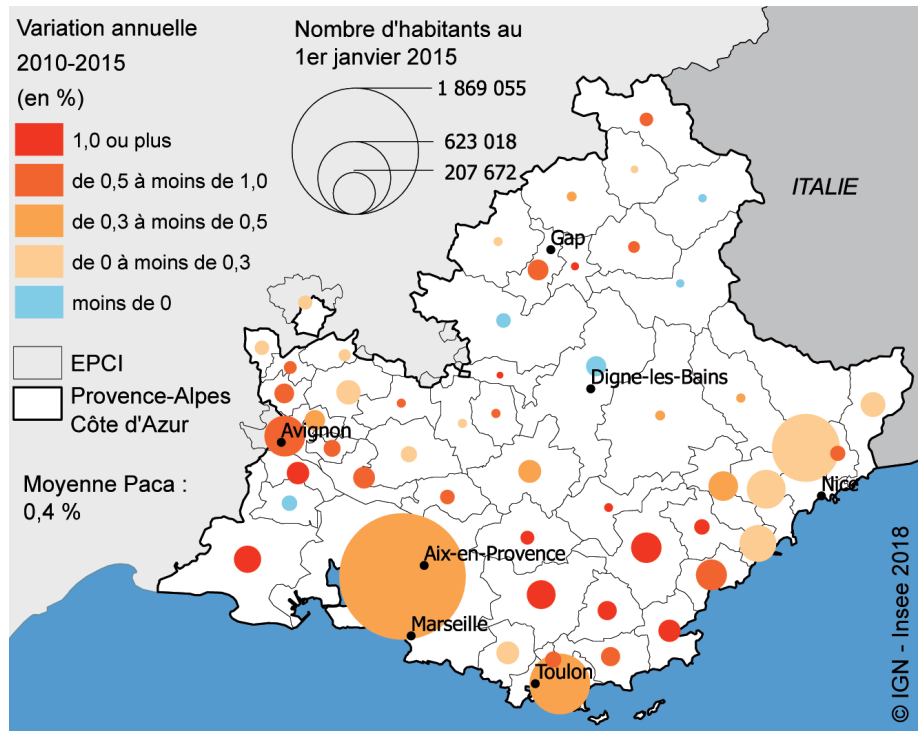 Variation annuelle
2010-2015
(en %)
1,0 ou plus
de 0,5 à moins de 1,0
de 0,3 à moins de 0,5
de 0 à moins de 0,3
moins de 0
EPCI
Provence-Alpes
Côte d'Azur
Moyenne Paca :
0,4 %
Nombre d'habitants au
1er janvier 2015
1 869 055
623 018
207 672
ITALIE
Gap
Digne-les-Bains
Avignon
Nice
Aix-en-Provence
Marseille
Toulon
© IGN - Insee 2018